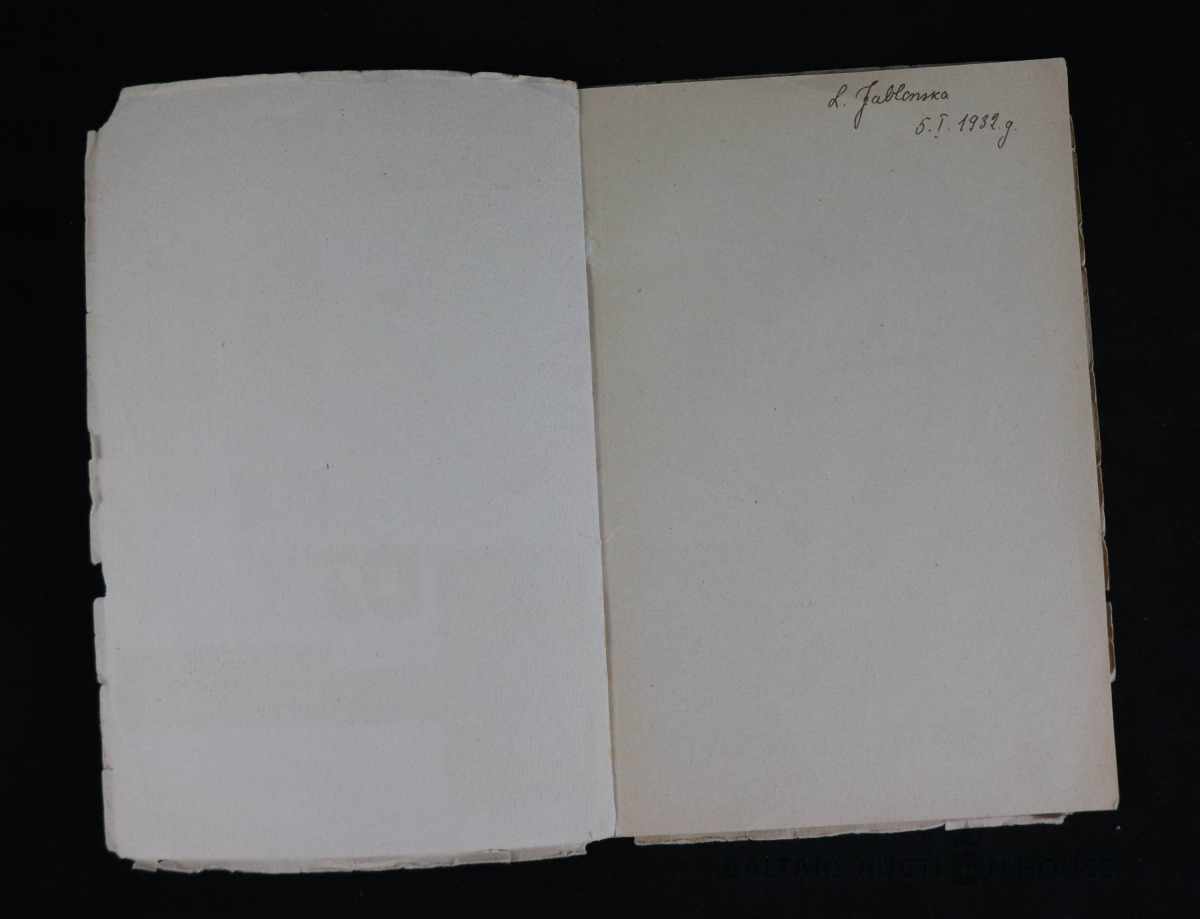 L. Jablonska
5. I. 1932. g.
BALTARS AUCTION HOUSE